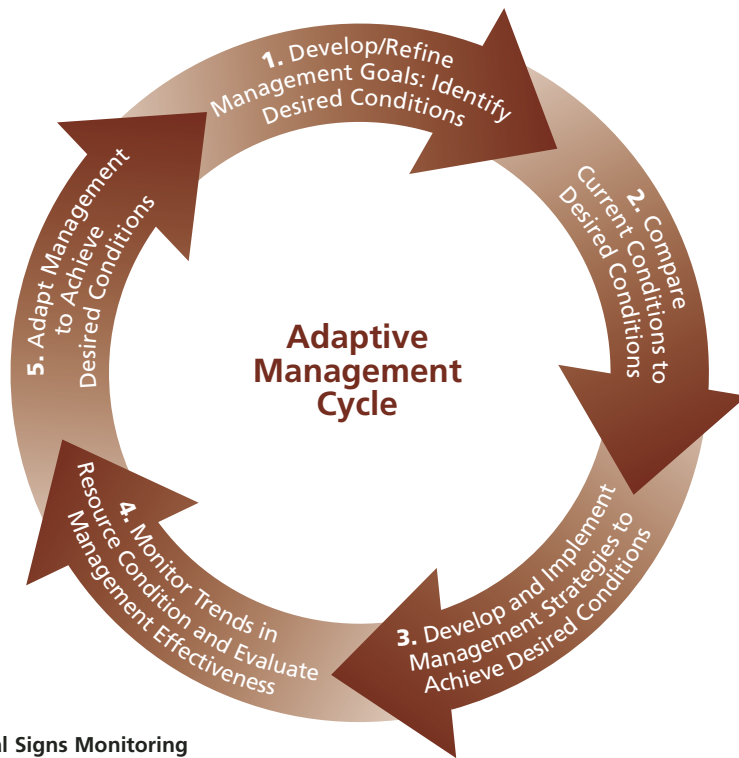 1. Develop/Refine
Management Goals: Identify
Desired Conditions
2. Compare
Current Conditions to
Desired Conditions
3. Develop and Implement
Management Strategies to
Achieve Desired Conditions
4. Monitor Trends in
Resource Condition and Evaluate
Management Effectiveness
5. Adapt Management
to Achieve
Desired Conditions
Adaptive
Management
Cycle
Signs Monitoring